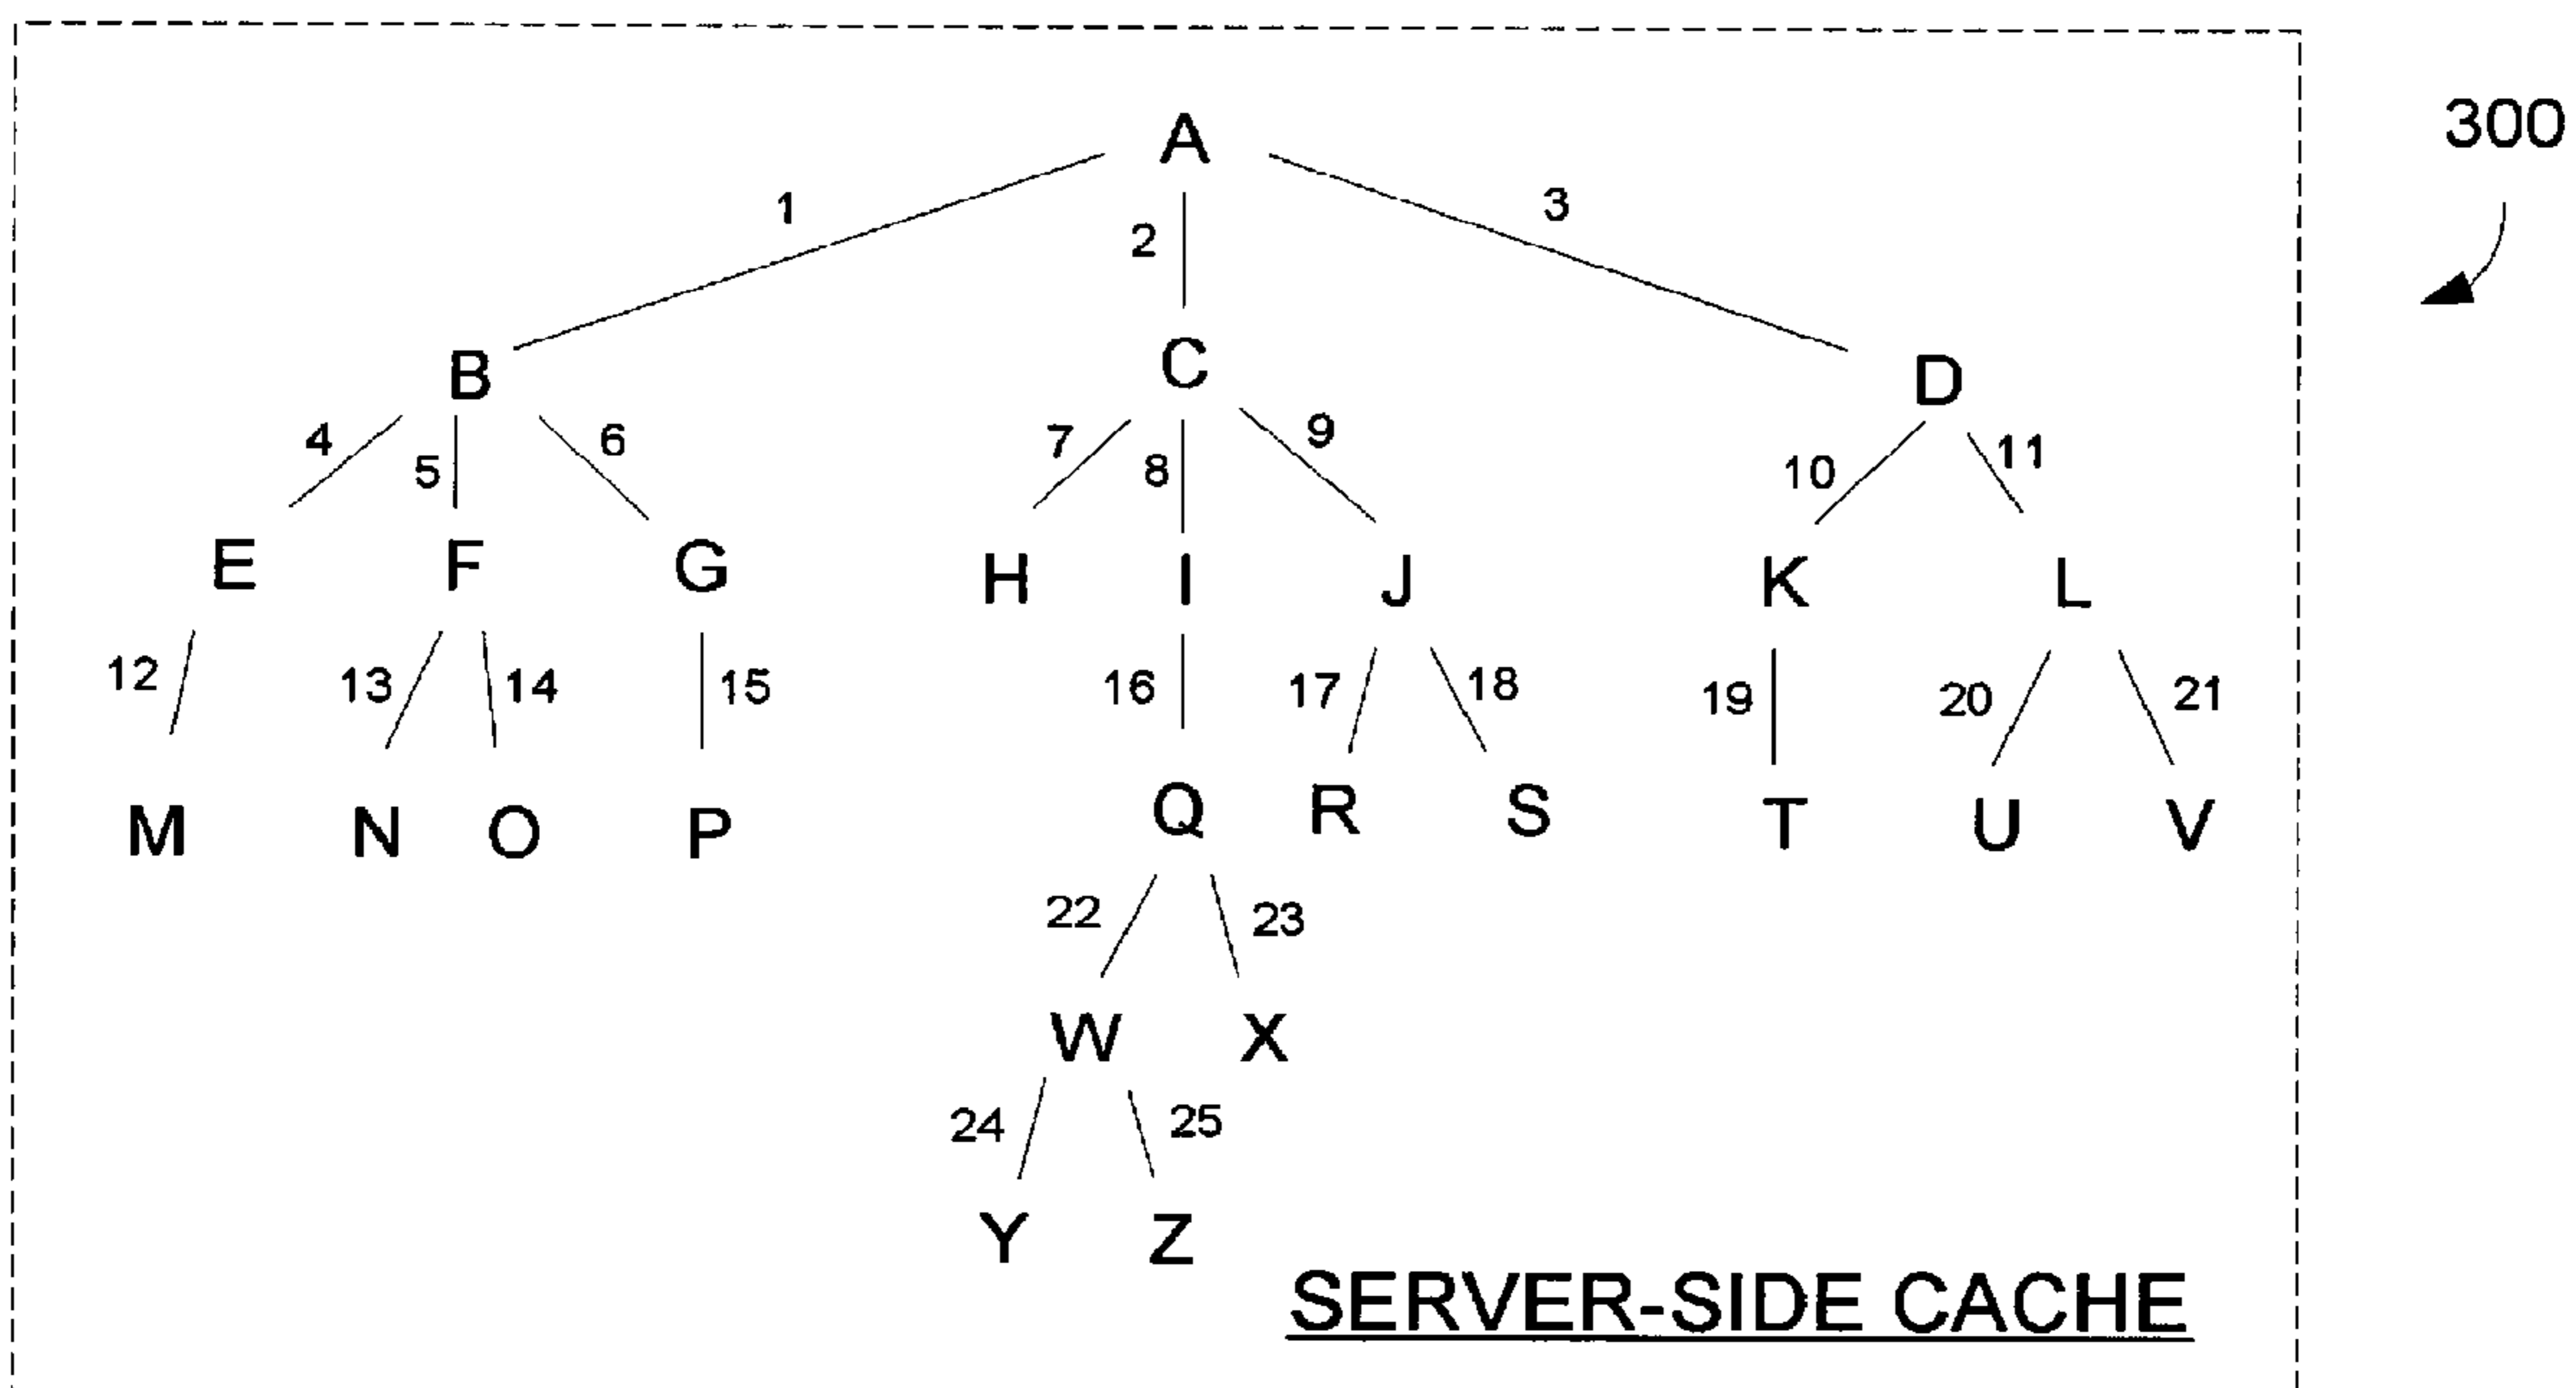 300
A
1 2 3
B C D
4 5 6 7 8 9 10 11
E F G H I J K L
12 13 14 15 16 17 18 19 20 21
M N O P Q R S T U V
22 23
W X
24 25
Y Z
SERVER-SIDE CACHE